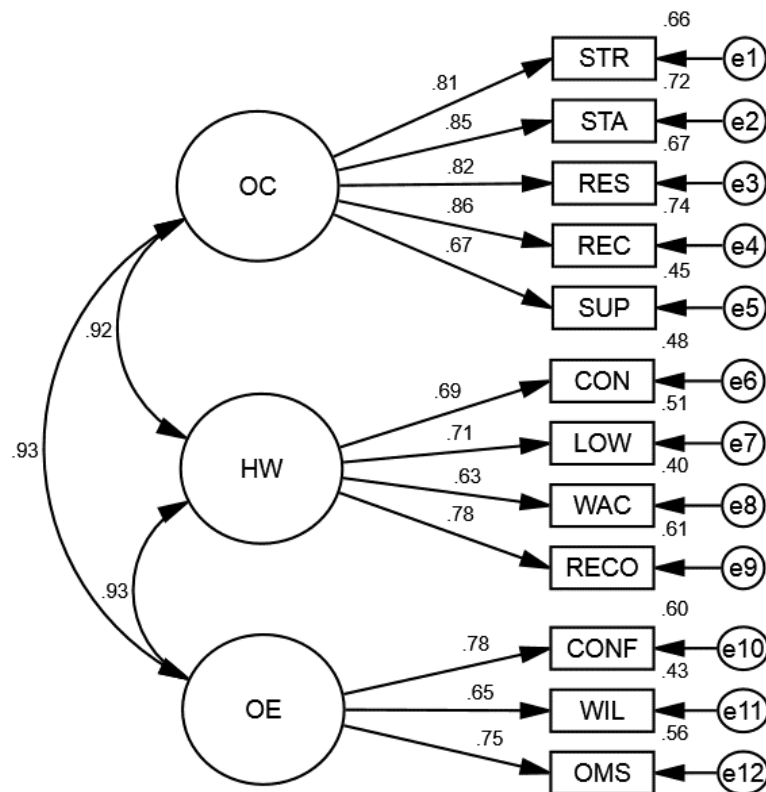 .66
STR
e1
.81
.72
STA
e2
.85
.67
OC
RES
e3
.82
.74
.86
REC
e4
.67
.45
SUP
e5
.48
.92
CON
e6
.69
.51
LOW
e7
.71
.40
.93
HW
WAC
e8
.63
.61
.78
RECO
e9
.60
.93
CONF
e10
.78
.43
OE
WIL
e11
.65
.56
.75
OMS
e12